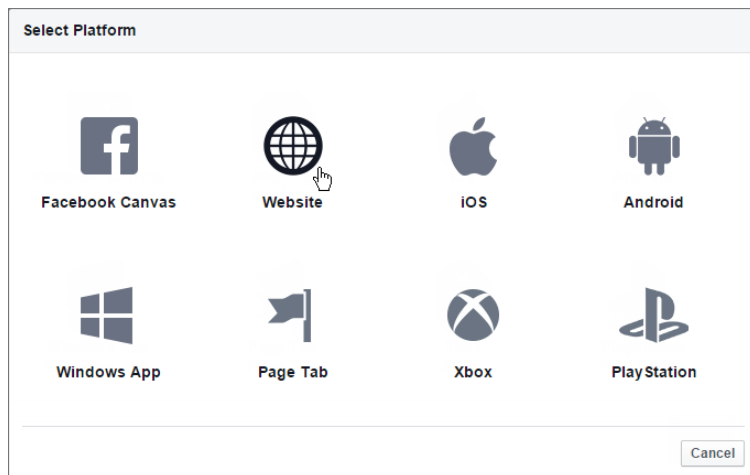 Select Platform
Facebook Canvas Website iOS Android
Windows App Page Tab Xbox PlayStation
Cancel